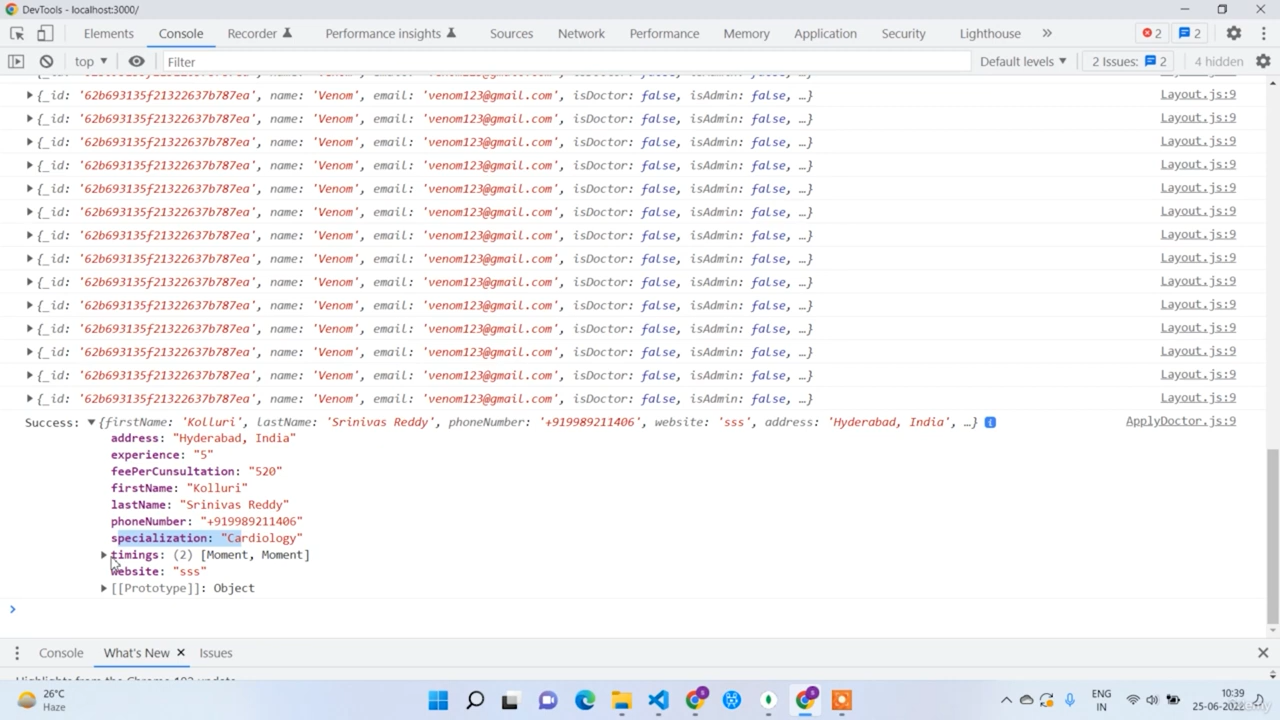 DevTools - localhost:3000/
Elements Console Recorder Performance insights Sources Network Performance Memory Application Security Lighthouse » 2 2
top ▼ Filter Default levels ▼ 2 Issues: 2 4 hidden
{_id: '62b693135f21322637b787ea', name: 'Venom', email: 'venom123@gmail.com', isDoctor: false, isAdmin: false, …} Layout.js:9
{_id: '62b693135f21322637b787ea', name: 'Venom', email: 'venom123@gmail.com', isDoctor: false, isAdmin: false, …} Layout.js:9
{_id: '62b693135f21322637b787ea', name: 'Venom', email: 'venom123@gmail.com', isDoctor: false, isAdmin: false, …} Layout.js:9
{_id: '62b693135f21322637b787ea', name: 'Venom', email: 'venom123@gmail.com', isDoctor: false, isAdmin: false, …} Layout.js:9
{_id: '62b693135f21322637b787ea', name: 'Venom', email: 'venom123@gmail.com', isDoctor: false, isAdmin: false, …} Layout.js:9
{_id: '62b693135f21322637b787ea', name: 'Venom', email: 'venom123@gmail.com', isDoctor: false, isAdmin: false, …} Layout.js:9
{_id: '62b693135f21322637b787ea', name: 'Venom', email: 'venom123@gmail.com', isDoctor: false, isAdmin: false, …} Layout.js:9
{_id: '62b693135f21322637b787ea', name: 'Venom', email: 'venom123@gmail.com', isDoctor: false, isAdmin: false, …} Layout.js:9
{_id: '62b693135f21322637b787ea', name: 'Venom', email: 'venom123@gmail.com', isDoctor: false, isAdmin: false, …} Layout.js:9
{_id: '62b693135f21322637b787ea', name: 'Venom', email: 'venom123@gmail.com', isDoctor: false, isAdmin: false, …} Layout.js:9
{_id: '62b693135f21322637b787ea', name: 'Venom', email: 'venom123@gmail.com', isDoctor: false, isAdmin: false, …} Layout.js:9
{_id: '62b693135f21322637b787ea', name: 'Venom', email: 'venom123@gmail.com', isDoctor: false, isAdmin: false, …} Layout.js:9
{_id: '62b693135f21322637b787ea', name: 'Venom', email: 'venom123@gmail.com', isDoctor: false, isAdmin: false, …} Layout.js:9
{_id: '62b693135f21322637b787ea', name: 'Venom', email: 'venom123@gmail.com', isDoctor: false, isAdmin: false, …} Layout.js:9
Success: {firstName: 'Kolluri', lastName: 'Srinivas Reddy', phoneNumber: '+919989211406', website: 'sss', address: 'Hyderabad, India', …} ApplyDoctor.js:9
address: "Hyderabad, India"
experience: "5"
feePerCunsultation: "520"
firstName: "Kolluri"
lastName: "Srinivas Reddy"
phoneNumber: "+919989211406"
specialization: "Cardiology"
timings: (2) [Moment, Moment]
website: "sss"
[[Prototype]]: Object
Console What's New Issues
26°C ENG 10:39
Haze IN 25-06-2022